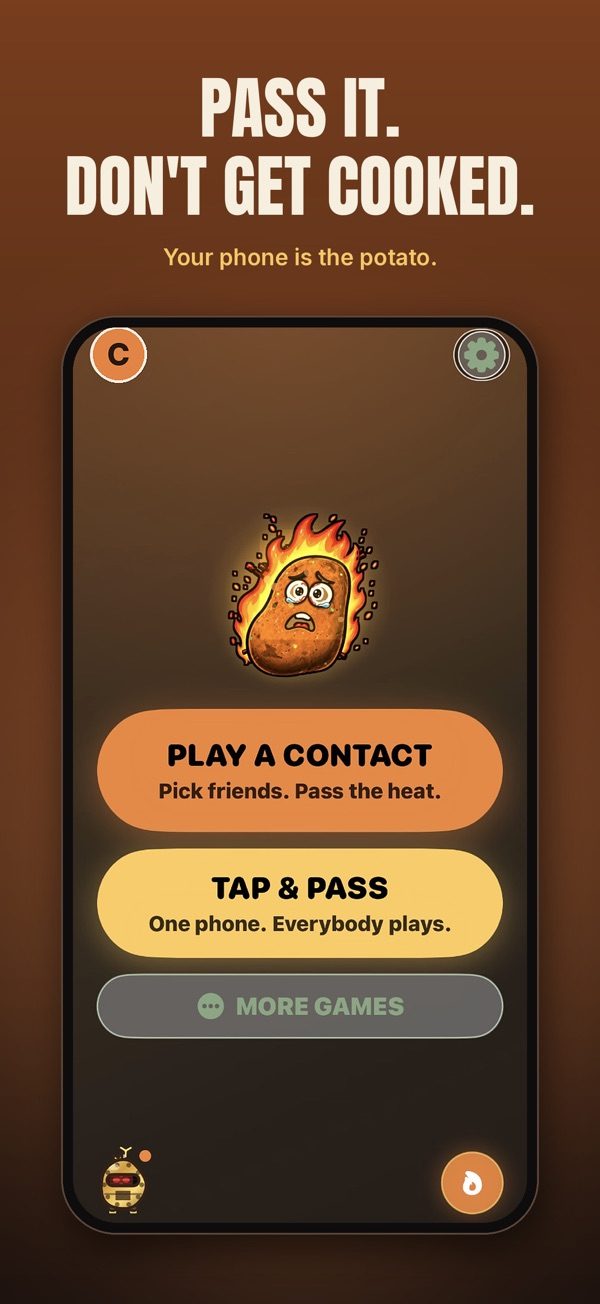 PASS IT.
DON'T GET COOKED.
Your phone is the potato.
C
PLAY A CONTACT
Pick friends. Pass the heat.
TAP & PASS
One phone. Everybody plays.
MORE GAMES